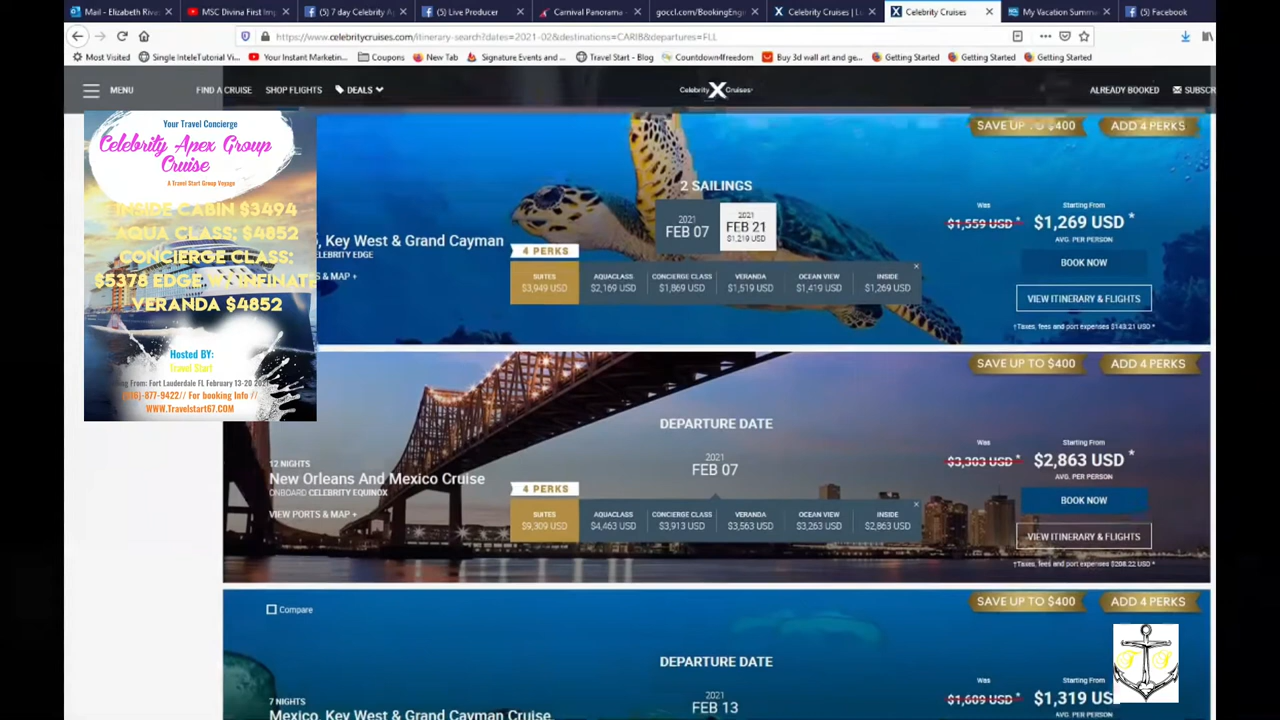 Mail - Elizabeth River
MSC Divina First Imp
(5) 7 day Celebrity Ap
(5) Live Producer
Carnival Panorama -
goccl.com/BookingEngi
Celebrity Cruises | Lu
Celebrity Cruises
My Vacation Summa
(5) Facebook
https://www.celebritycruises.com/itinerary-search?dates=2021-02&destinations=CARIB&departures=FLL
Most Visited
Single InteleTutorial Vi...
Your Instant Marketin...
Coupons
New Tab
Signature Events and ...
Travel Start - Blog
Countdown4freedom
Buy 3d wall art and ge...
Getting Started
Getting Started
Getting Started
MENU
FIND A CRUISE
SHOP FLIGHTS
DEALS
Celebrity X Cruises
ALREADY BOOKED
SUBSCR
Your Travel Concierge
Celebrity Apex Group
Cruise
A Travel Start Group Voyage
INSIDE CABIN $3494
AQUA CLASS: $4852
CONCIERGE CLASS:
$5378 EDGE W/ INFINATE
VERANDA $4852
Hosted BY:
Travel Start
From: Fort Lauderdale FL February 13-20
877-9422// For booking Info //
WWW.Travelstart67.COM
SAVE UP TO $400
ADD 4 PERKS
2 SAILINGS
2021
FEB 07
2021
FEB 21
$1,219 USD
, Key West & Grand Cayman
CELEBRITY EDGE
& MAP +
4 PERKS
SUITES
$3,949 USD
AQUACLASS
$2,169 USD
CONCIERGE CLASS
$1,869 USD
VERANDA
$1,519 USD
OCEAN VIEW
$1,419 USD
INSIDE
$1,269 USD
Was
$1,559 USD *
Starting From
$1,269 USD *
AVG. PER PERSON
BOOK NOW
VIEW ITINERARY & FLIGHTS
†Taxes, fees and port expenses $143.21 USD *
SAVE UP TO $400
ADD 4 PERKS
DEPARTURE DATE
2021
FEB 07
12 NIGHTS
New Orleans And Mexico Cruise
ONBOARD CELEBRITY EQUINOX
VIEW PORTS & MAP +
4 PERKS
SUITES
$9,309 USD
AQUACLASS
$4,463 USD
CONCIERGE CLASS
$3,913 USD
VERANDA
$3,563 USD
OCEAN VIEW
$3,263 USD
INSIDE
$2,863 USD
Was
$3,303 USD *
Starting From
$2,863 USD *
AVG. PER PERSON
BOOK NOW
VIEW ITINERARY & FLIGHTS
†Taxes, fees and port expenses $208.22 USD *
Compare
SAVE UP TO $400
ADD 4 PERKS
DEPARTURE DATE
2021
FEB 13
7 NIGHTS
Mexico, Key West & Grand Cayman Cruise
Was
$1,609 USD *
Starting
$1,319 US
AVG. PER PERSON
T S